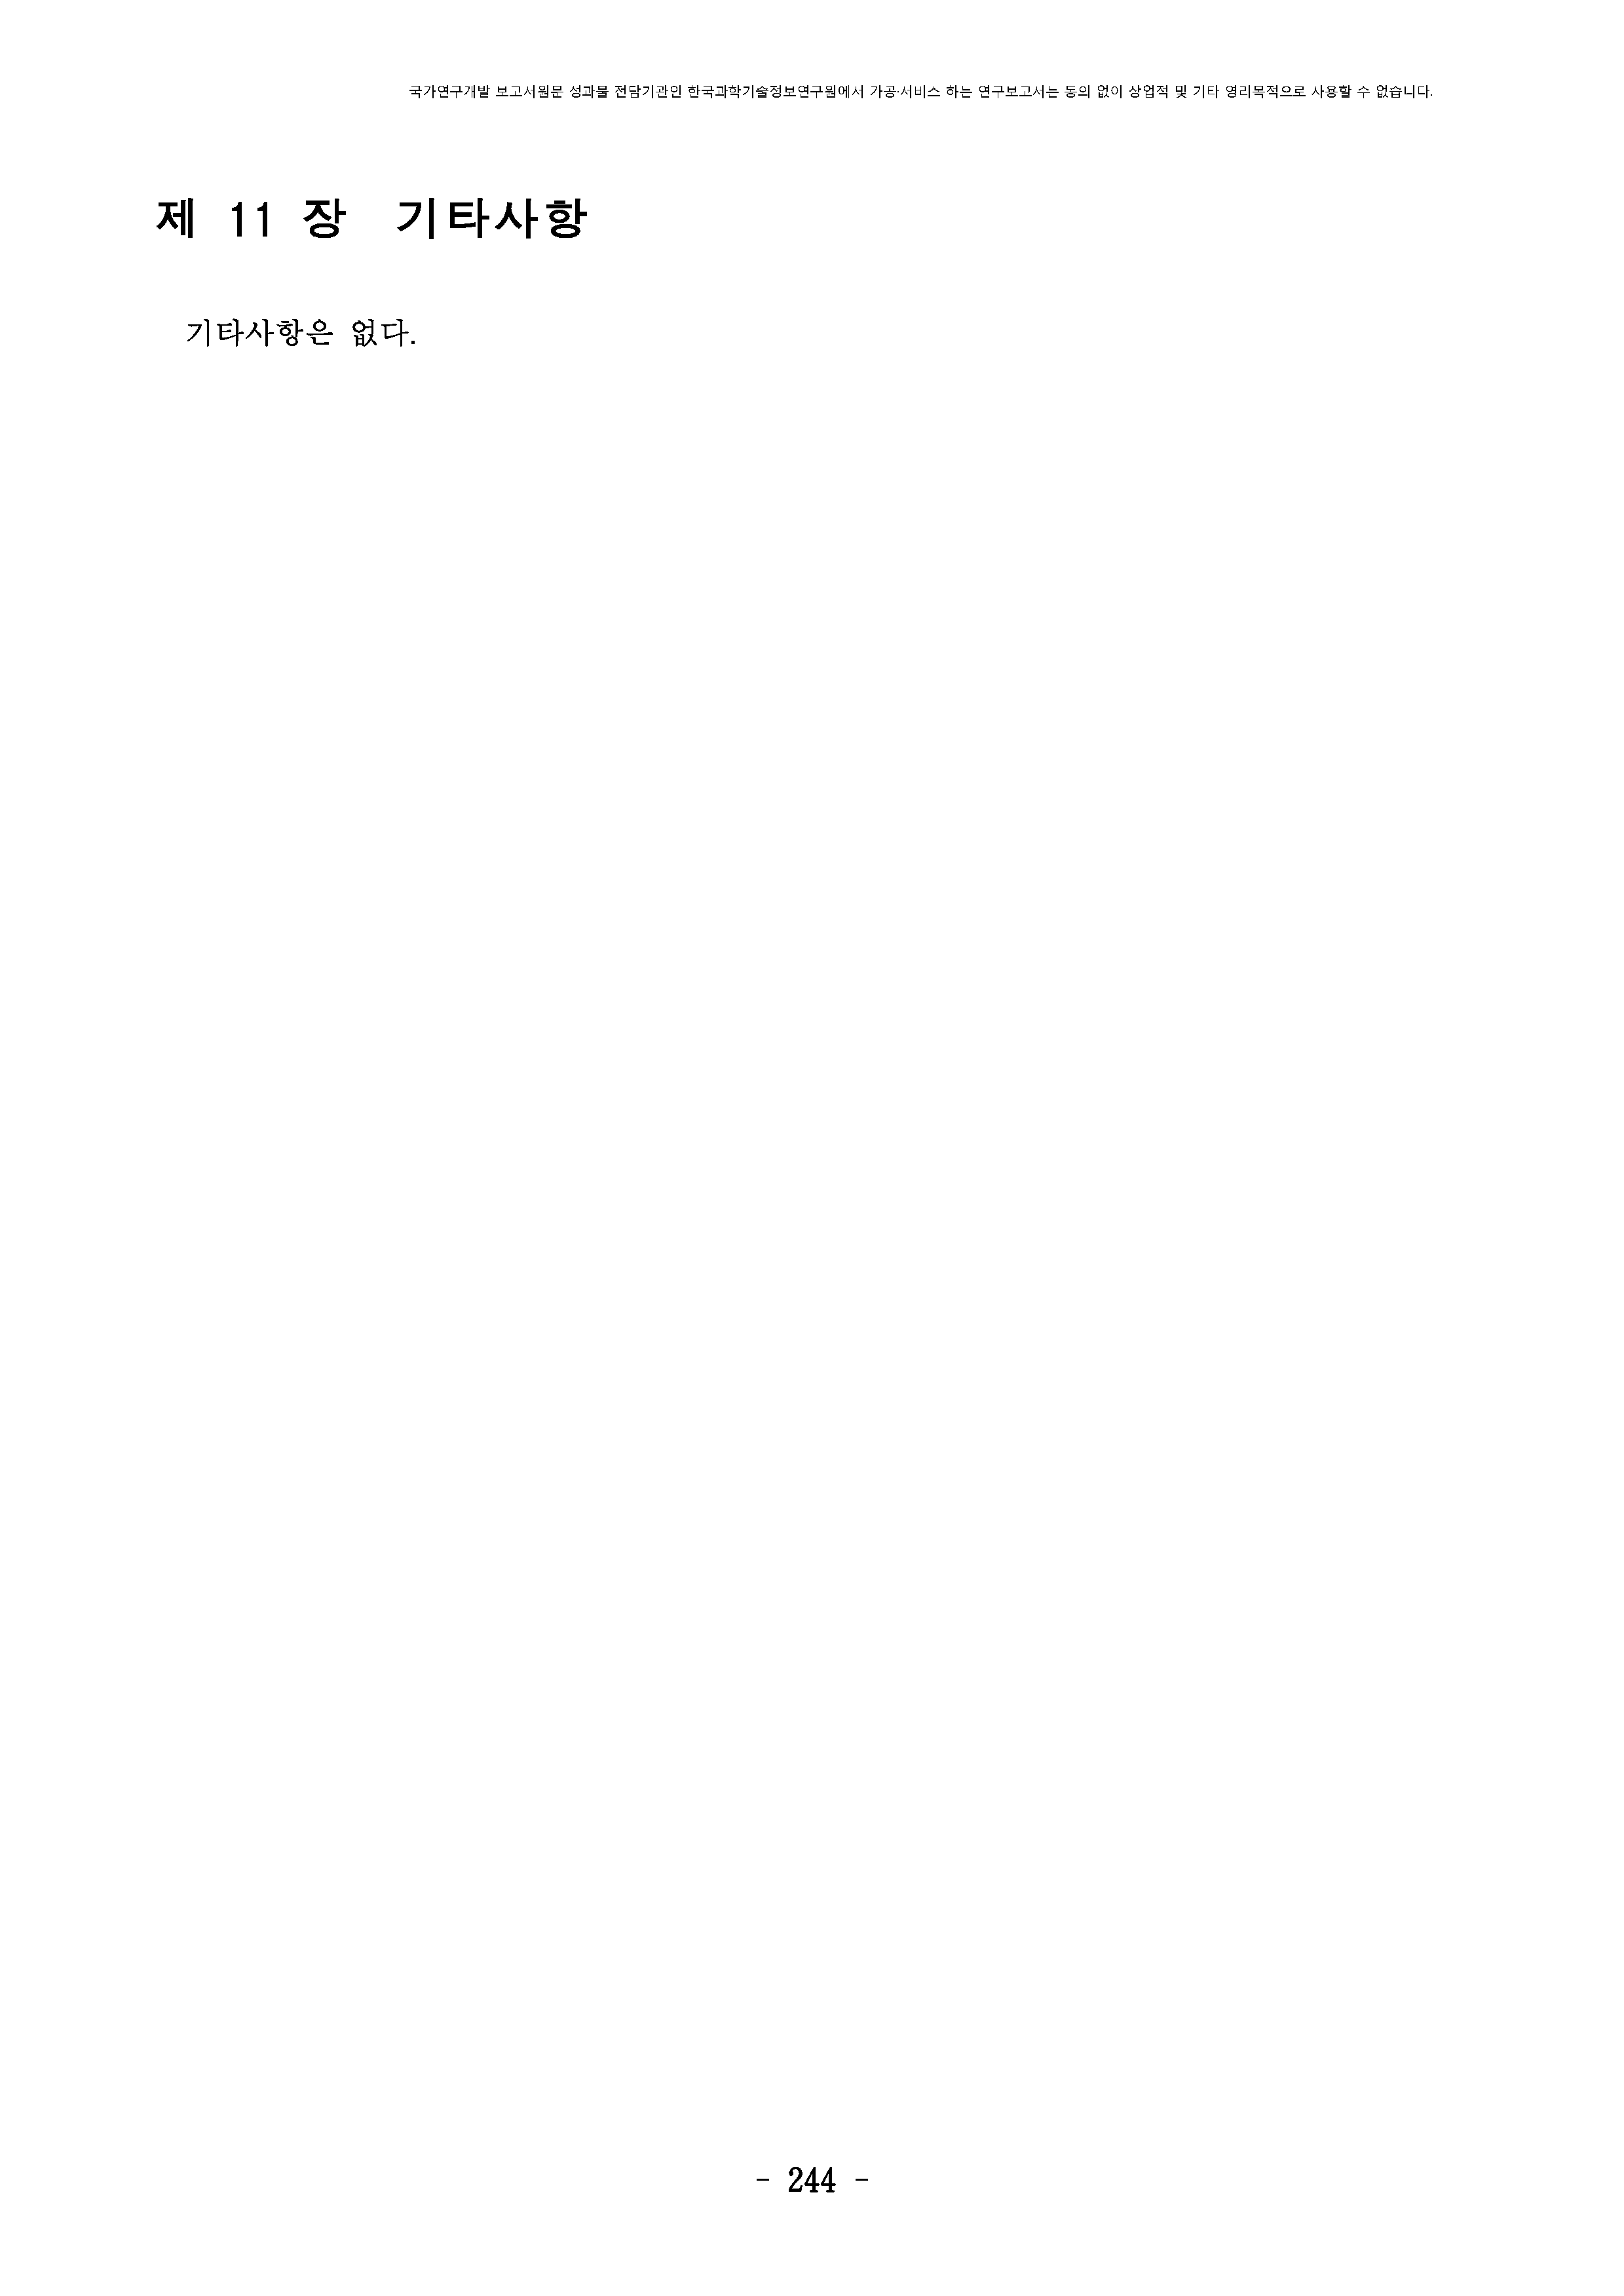 국가연구개발 보고서원문 성과물 전담기관인 한국과학기술정보연구원에서 가공·서비스 하는 연구보고서는 동의 없이 상업적 및 기타 영리목적으로 사용할 수 없습니다.
제 11 장 기타사항
기타사항은 없다.
- 244 -